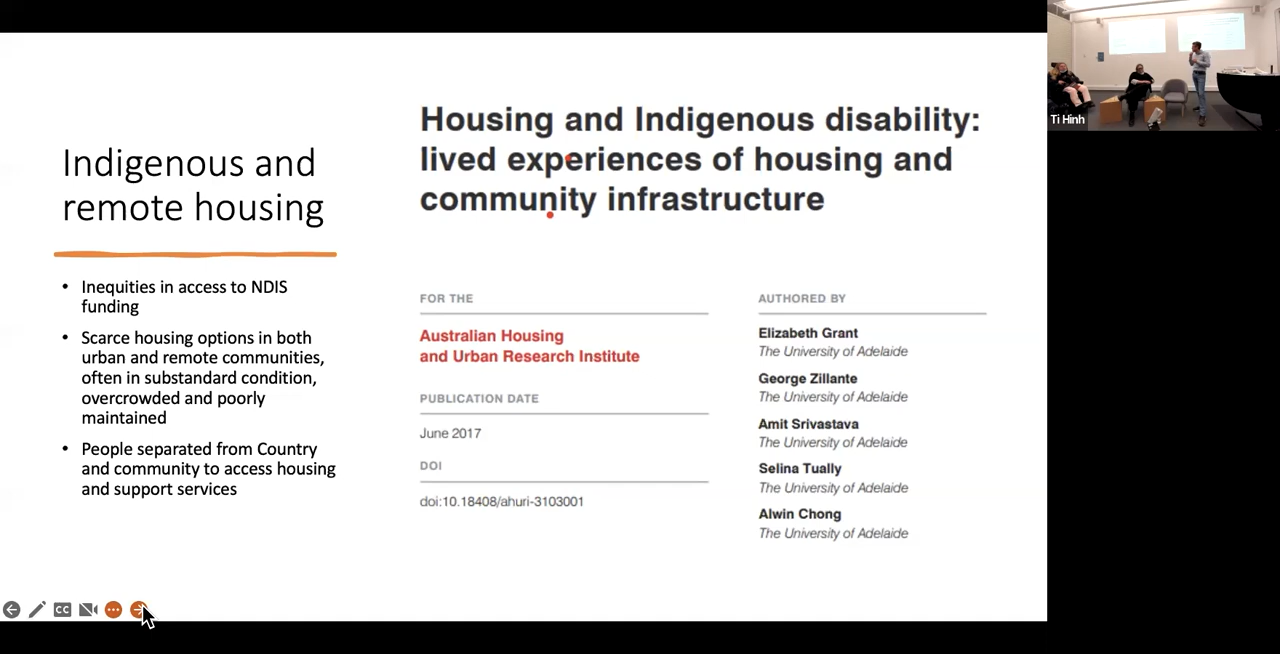 Indigenous and
remote housing
• Inequities in access to NDIS
funding
• Scarce housing options in both
urban and remote communities,
often in substandard condition,
overcrowded and poorly
maintained
• People separated from Country
and community to access housing
and support services
Housing and Indigenous disability:
lived experiences of housing and
community infrastructure
FOR THE
Australian Housing
and Urban Research Institute
PUBLICATION DATE
June 2017
DOI
doi:10.18408/ahuri-3103001
AUTHORED BY
Elizabeth Grant
The University of Adelaide
George Zillante
The University of Adelaide
Amit Srivastava
The University of Adelaide
Selina Tually
The University of Adelaide
Alwin Chong
The University of Adelaide
CC
Ti Hinh